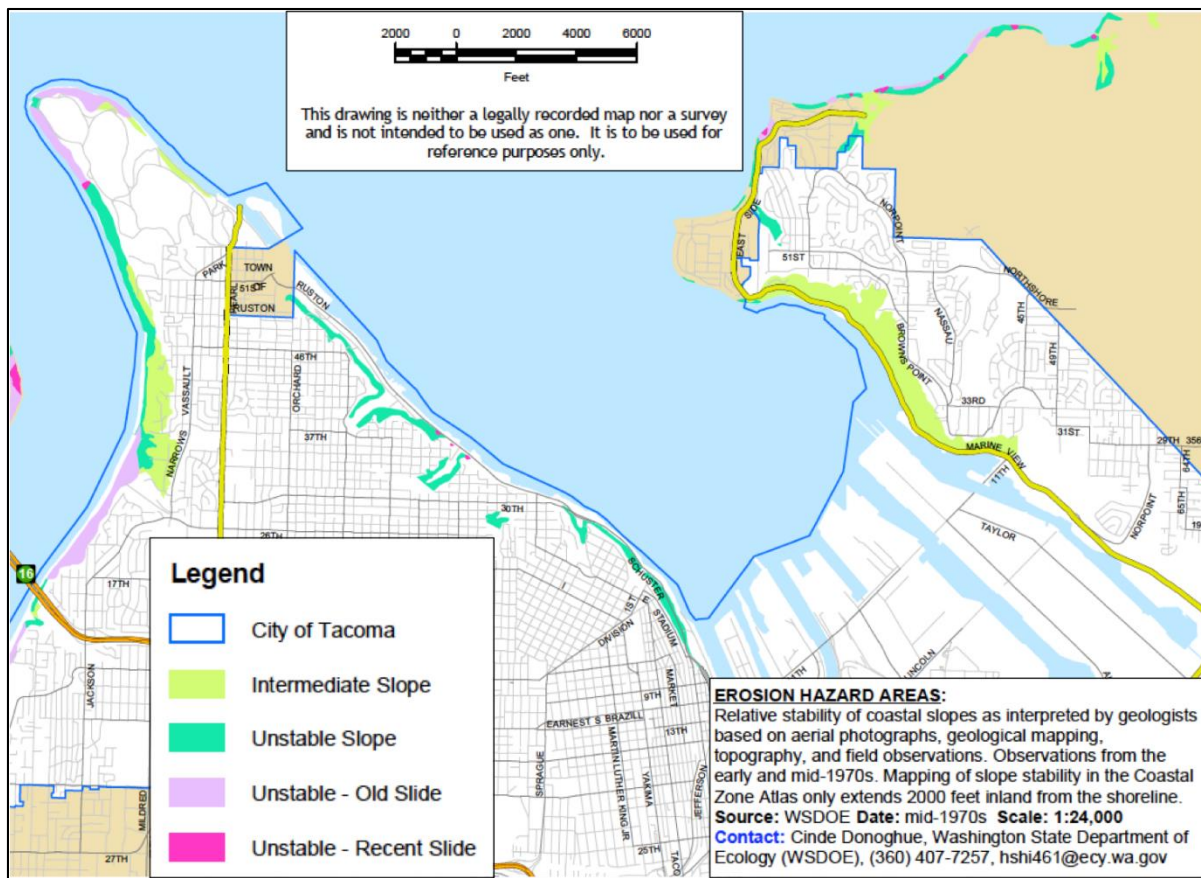 2000 0 2000 4000 6000
Feet
This drawing is neither a legally recorded map nor a survey
and is not intended to be used as one. It is to be used for
reference purposes only.
PARK
TOWN
51ST
OF
RUSTON
PEARL
RUSTON
46TH
ORCHARD
VASSAULT
37TH
NARROWS
30TH
26TH
16
17TH
JACKSON
MILDRED
27TH
EAST SIDE
51ST
NORPOINT
NORTHSHORE
NASSAU
45TH
49TH
BROWNS POINT
33RD
31ST
29TH 356
64TH
65TH
19
MARINE VIEW
11TH
TAYLOR
NORPOINT
LINCOLN
SCHUSTER
I
1ST
E
STADIUM
DIVISION
MARKET
9TH
EARNEST S BRAZILL
13TH
SPRAGUE
MARTIN LUTHER KING JR
YAKIMA
JEFFERSON
25TH
TACO
Legend
City of Tacoma
Intermediate Slope
Unstable Slope
Unstable - Old Slide
Unstable - Recent Slide
EROSION HAZARD AREAS:
Relative stability of coastal slopes as interpreted by geologists
based on aerial photographs, geological mapping,
topography, and field observations. Observations from the
early and mid-1970s. Mapping of slope stability in the Coastal
Zone Atlas only extends 2000 feet inland from the shoreline.
Source: WSDOE Date: mid-1970s Scale: 1:24,000
Contact: Cinde Donoghue, Washington State Department of
Ecology (WSDOE), (360) 407-7257, hshi461@ecy.wa.gov